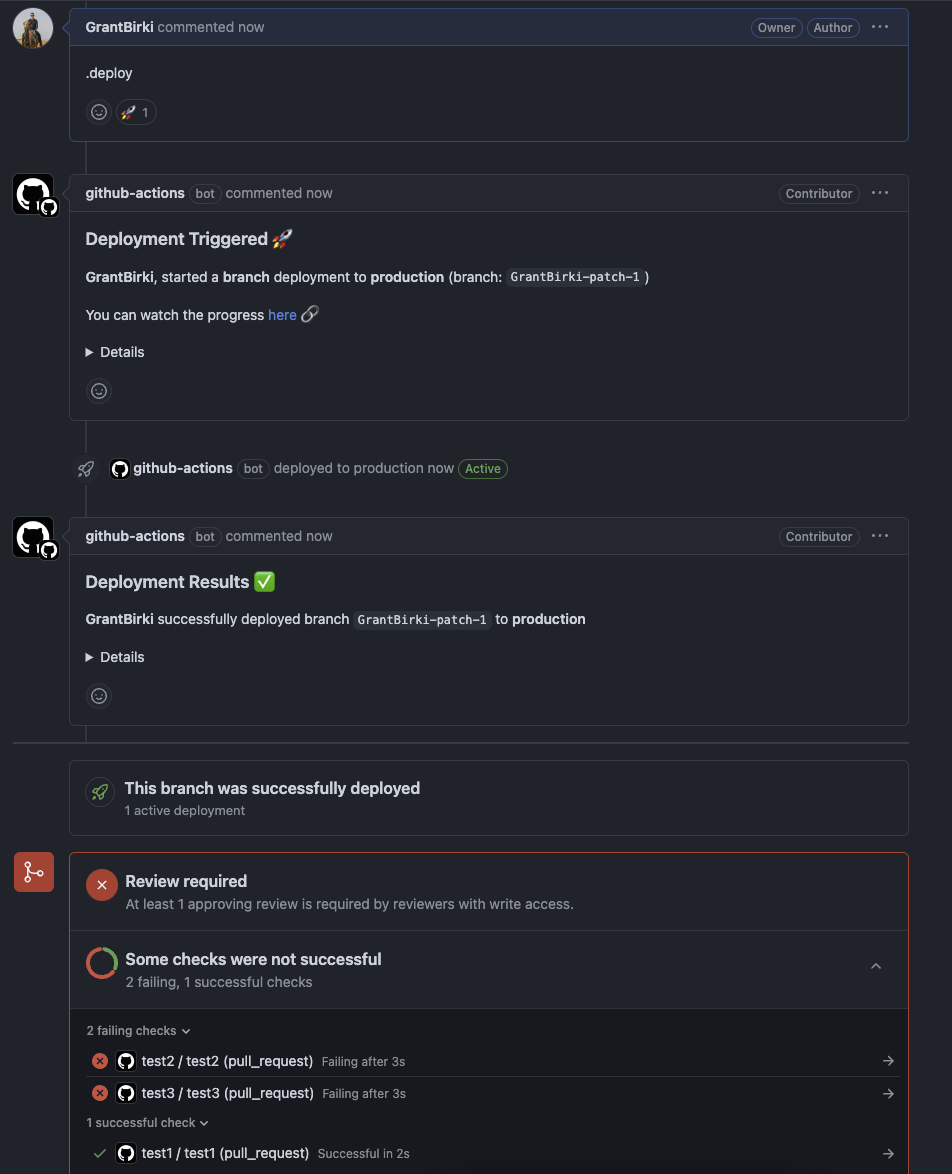 GrantBirki commented now Owner Author ...
.deploy
🚀 1
github-actions bot commented now Contributor ...
Deployment Triggered 🚀
GrantBirki, started a branch deployment to production (branch: GrantBirki-patch-1 )
You can watch the progress here 🔗
▶ Details
github-actions bot deployed to production now Active
github-actions bot commented now Contributor ...
Deployment Results ✅
GrantBirki successfully deployed branch GrantBirki-patch-1 to production
▶ Details
This branch was successfully deployed
1 active deployment
Review required
At least 1 approving review is required by reviewers with write access.
Some checks were not successful
2 failing, 1 successful checks
2 failing checks
test2 / test2 (pull_request) Failing after 3s
test3 / test3 (pull_request) Failing after 3s
1 successful check
test1 / test1 (pull_request) Successful in 2s